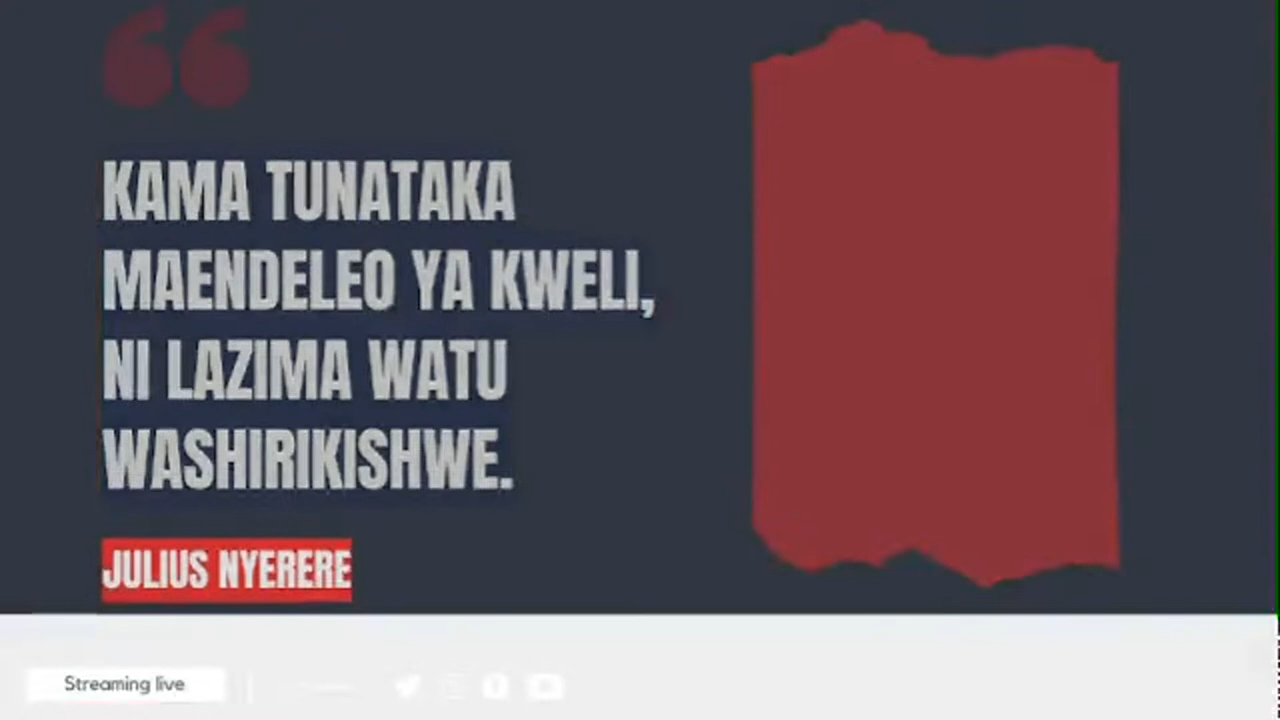 KAMA TUNATAKA
MAENDELEO YA KWELI,
NI LAZIMA WATU
WASHIRIKISHWE.
JULIUS NYERERE
Streaming live